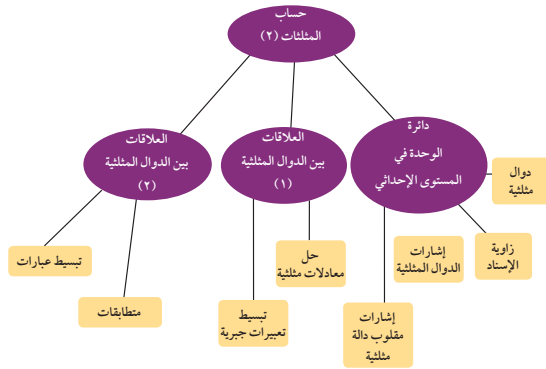 حساب
المثلثات (٢)
دائرة
الوحدة في
المستوى الإحداثي
العلاقات
بين الدوال المثلثية
(١)
العلاقات
بين الدوال المثلثية
(٢)
دوال
مثلثية
زاوية
الإسناد
إشارات
الدوال المثلثية
إشارات
مقلوب دالة
مثلثية
حل
معادلات مثلثية
تبسيط
تعبيرات جبرية
متطابقات
تبسيط عبارات